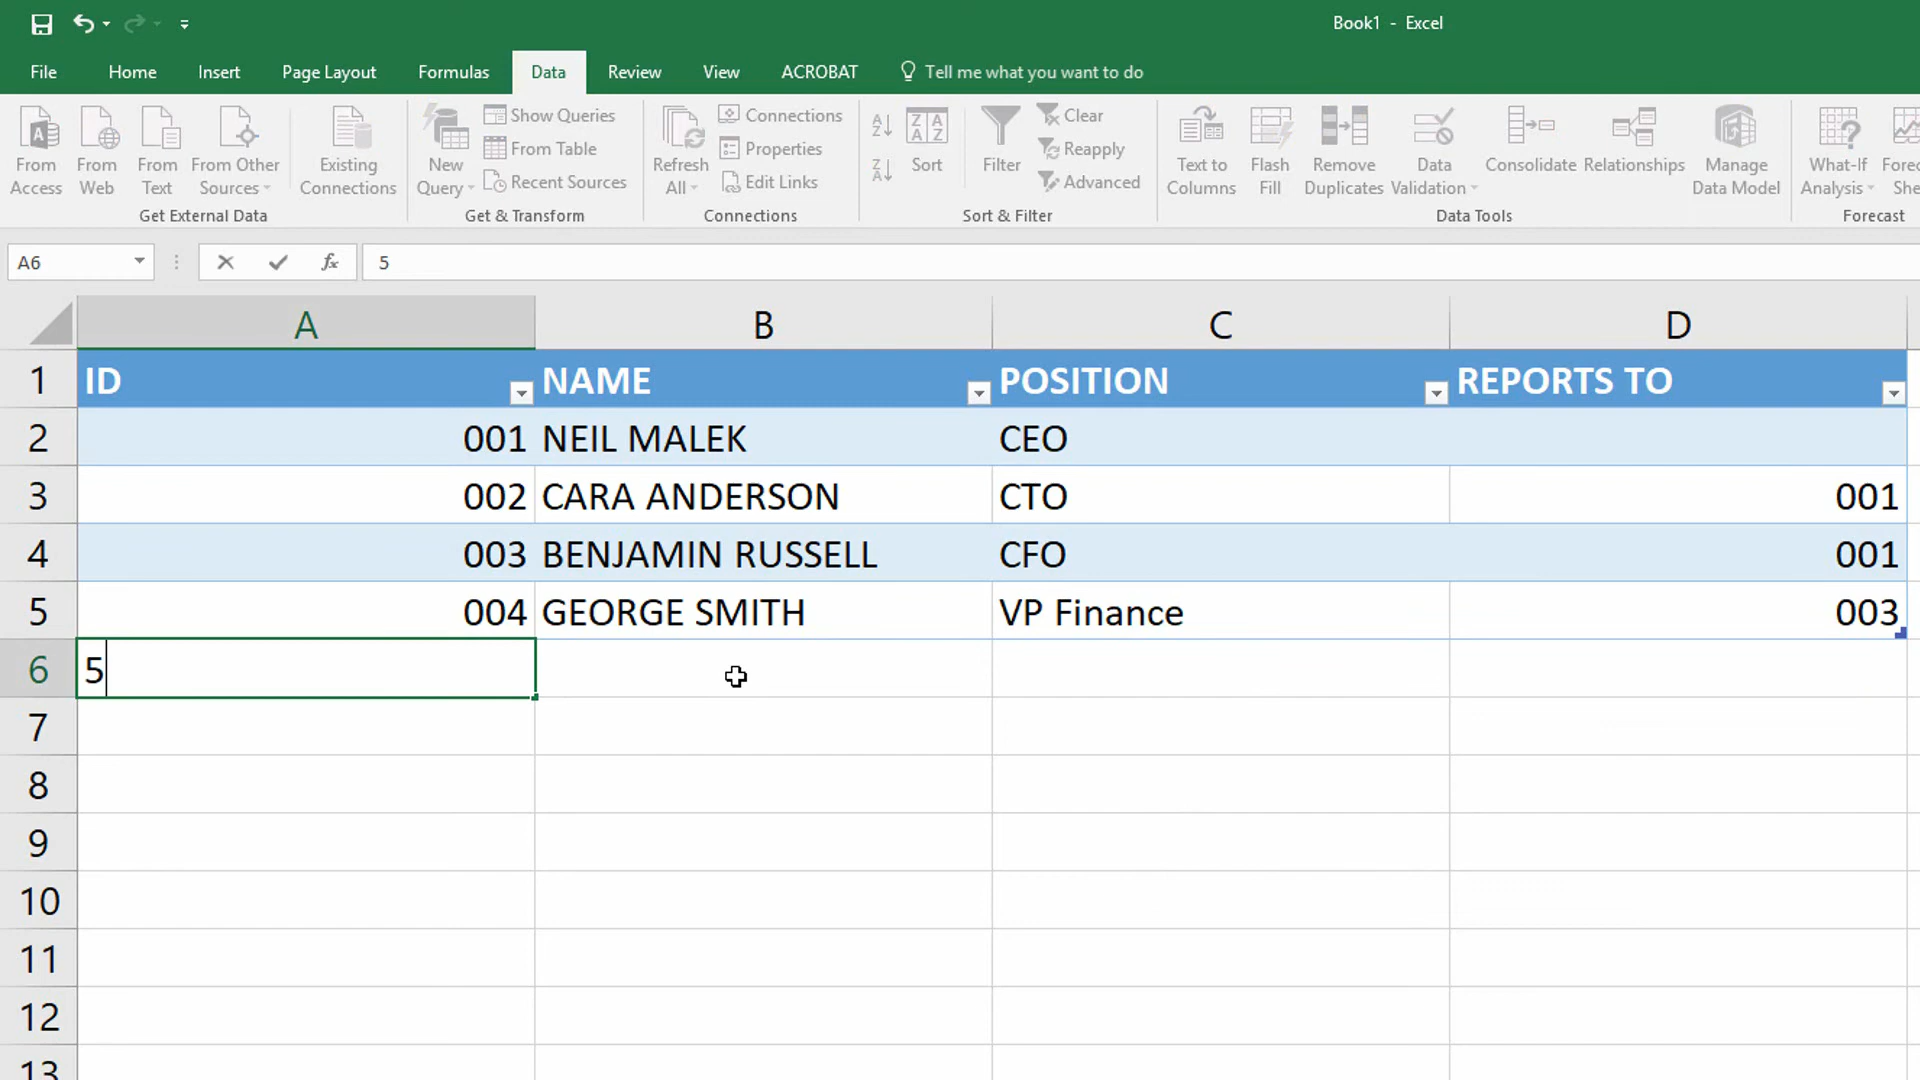 Book1 - Excel
File Home Insert Page Layout Formulas Data Review View ACROBAT Tell me what you want to do
From Access From Web From Text From Other Sources Existing Connections
Get External Data
New Query Show Queries From Table Recent Sources
Get & Transform
Refresh All Connections Properties Edit Links
Connections
Sort Filter Clear Reapply Advanced
Sort & Filter
Text to Columns Flash Fill Remove Duplicates Data Validation Consolidate Relationships Manage Data Model
Data Tools
What-If Analysis Forec She
Forecast
A6 fx 5
A B C D
1 ID NAME POSITION REPORTS TO
2 001 NEIL MALEK CEO
3 002 CARA ANDERSON CTO 001
4 003 BENJAMIN RUSSELL CFO 001
5 004 GEORGE SMITH VP Finance 003
6 5
7
8
9
10
11
12
13